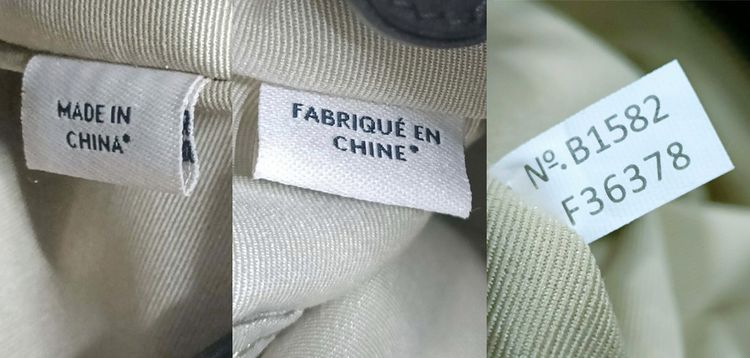 MADE IN
CHINA*
FABRIQUÉ EN
CHINE*
Nº.B1582
F36378